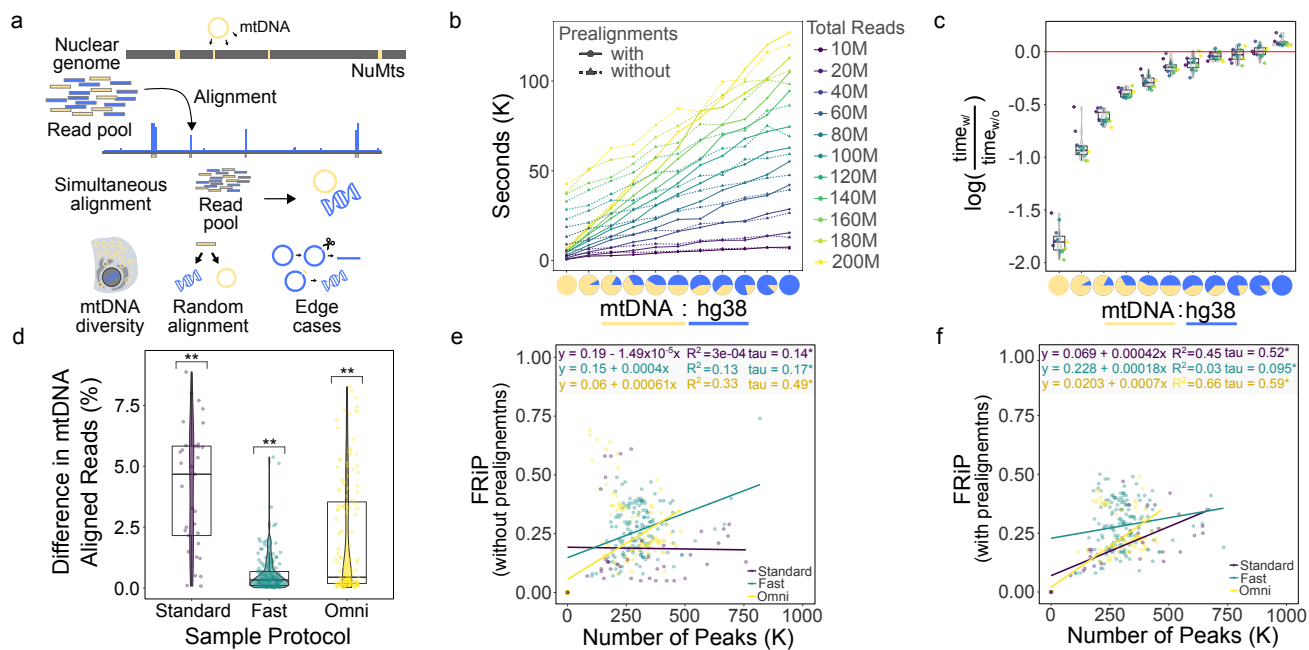 a
mtDNA
Nuclear
genome
NuMts
Alignment
Read pool
Simultaneous
alignment
Read
pool
mtDNA
diversity
Random
alignment
Edge
cases
b
Prealignments
with
without
Total Reads
10M
20M
40M
60M
80M
100M
120M
140M
160M
180M
200M
Seconds (K)
100
50
0
mtDNA : hg38
c
log( time w/ / time w/o )
0.0
-0.5
-1.0
-1.5
-2.0
mtDNA:hg38
d
Difference in mtDNA
Aligned Reads (%)
7.5
5.0
2.5
0.0
**
**
**
Standard Fast Omni
Sample Protocol
e
y = 0.19 - 1.49x10-5x R2 =3e-04 tau = 0.14*
y = 0.15 + 0.0004x R2 = 0.13 tau = 0.17*
y = 0.06 + 0.00061x R2 = 0.33 tau = 0.49*
FRiP
(without prealignemtns)
1.00
0.75
0.50
0.25
0.00
Standard
Fast
Omni
0 250 500 750 1000
Number of Peaks (K)
f
y = 0.069 + 0.00042x R2 =0.45 tau = 0.52*
y = 0.228 + 0.00018x R2 = 0.03 tau = 0.095*
y = 0.0203 + 0.0007x R2 = 0.66 tau = 0.59*
FRiP
(with prealignemtns)
1.00
0.75
0.50
0.25
0.00
Standard
Fast
Omni
0 250 500 750 1000
Number of Peaks (K)